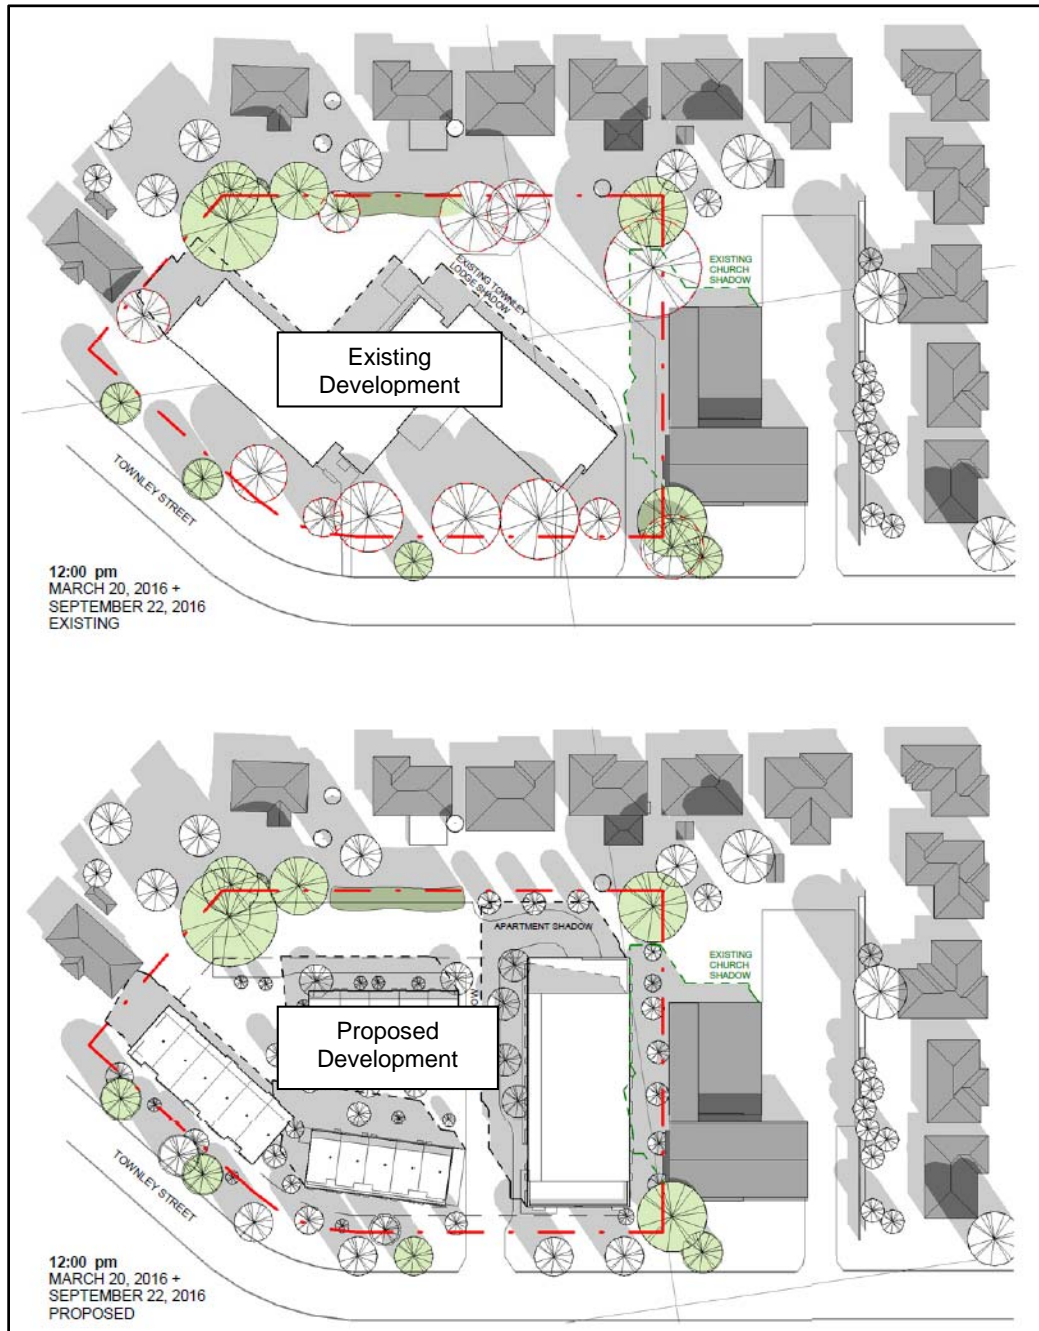 EXISTING TOWNLEY
LODGE SHADOW
EXISTING
CHURCH
SHADOW
Existing
Development
TOWNLEY STREET
12:00 pm
MARCH 20, 2016 +
SEPTEMBER 22, 2016
EXISTING
APARTMENT SHADOW
EXISTING
CHURCH
SHADOW
Proposed
Development
TOWNLEY STREET
12:00 pm
MARCH 20, 2016 +
SEPTEMBER 22, 2016
PROPOSED